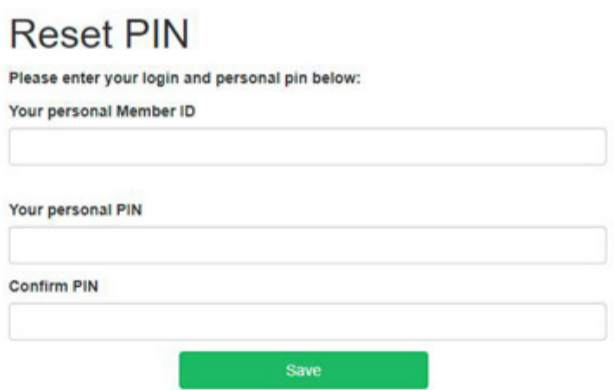 Reset PIN
Please enter your login and personal pin below:
Your personal Member ID
Your personal PIN
Confirm PIN
Save